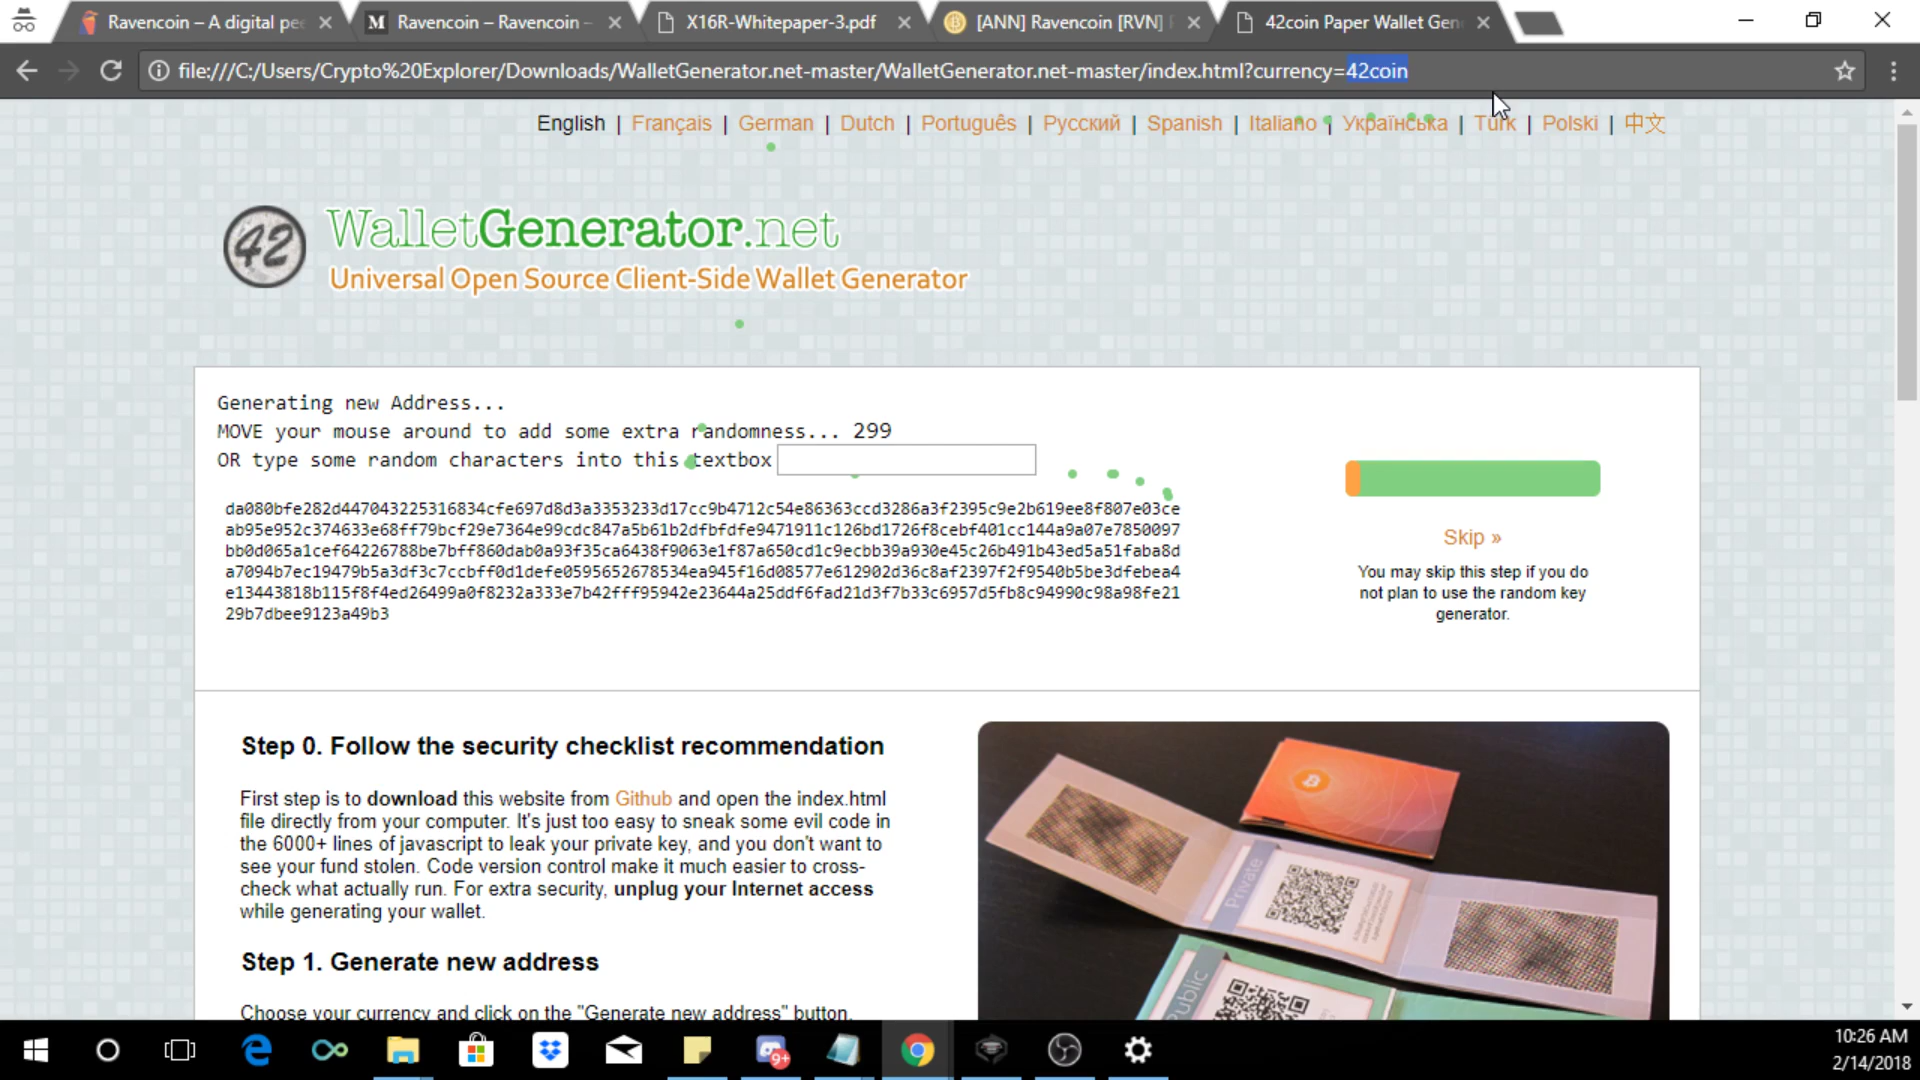 Ravencoin – A digital pe
Ravencoin – Ravencoin –
X16R-Whitepaper-3.pdf
[ANN] Ravencoin [RVN]
42coin Paper Wallet Gen
file:///C:/Users/Crypto%20Explorer/Downloads/WalletGenerator.net-master/WalletGenerator.net-master/index.html?currency=42coin
English | Français | German | Dutch | Português | Русский | Spanish | Italiano | Українська | Türk | Polski | 中文
42
WalletGenerator.net
Universal Open Source Client-Side Wallet Generator
Generating new Address...
MOVE your mouse around to add some extra randomness... 299
OR type some random characters into this textbox
da080bfe282d447043225316834cfe697d8d3a3353233d17cc9b4712c54e86363ccd3286a3f2395c9e2b619ee8f807e03ce
ab95e952c374633e68ff79bcf29e7364e99cdc847a5b61b2dfbfdfe9471911c126bd1726f8cebf401cc144a9a07e7850097
bb0d065a1cef64226788be7bff860dab0a93f35ca6438f9063e1f87a650cd1c9ecbb39a930e45c26b491b43ed5a51faba8d
a7094b7ec19479b5a3df3c7ccbff0d1defe0595652678534ea945f16d08577e612902d36c8af2397f2f9540b5be3dfebea4
e13443818b115f8f4ed26499a0f8232a333e7b42fff95942e23644a25ddf6fad21d3f7b33c6957d5fb8c94990c98a98fe21
29b7dbee9123a49b3
Skip »
You may skip this step if you do
not plan to use the random key
generator.
Step 0. Follow the security checklist recommendation
First step is to download this website from Github and open the index.html
file directly from your computer. It's just too easy to sneak some evil code in
the 6000+ lines of javascript to leak your private key, and you don't want to
see your fund stolen. Code version control make it much easier to cross-
check what actually run. For extra security, unplug your Internet access
while generating your wallet.
Step 1. Generate new address
Choose your currency and click on the "Generate new address" button.
Private
Public
9+
10:26 AM
2/14/2018